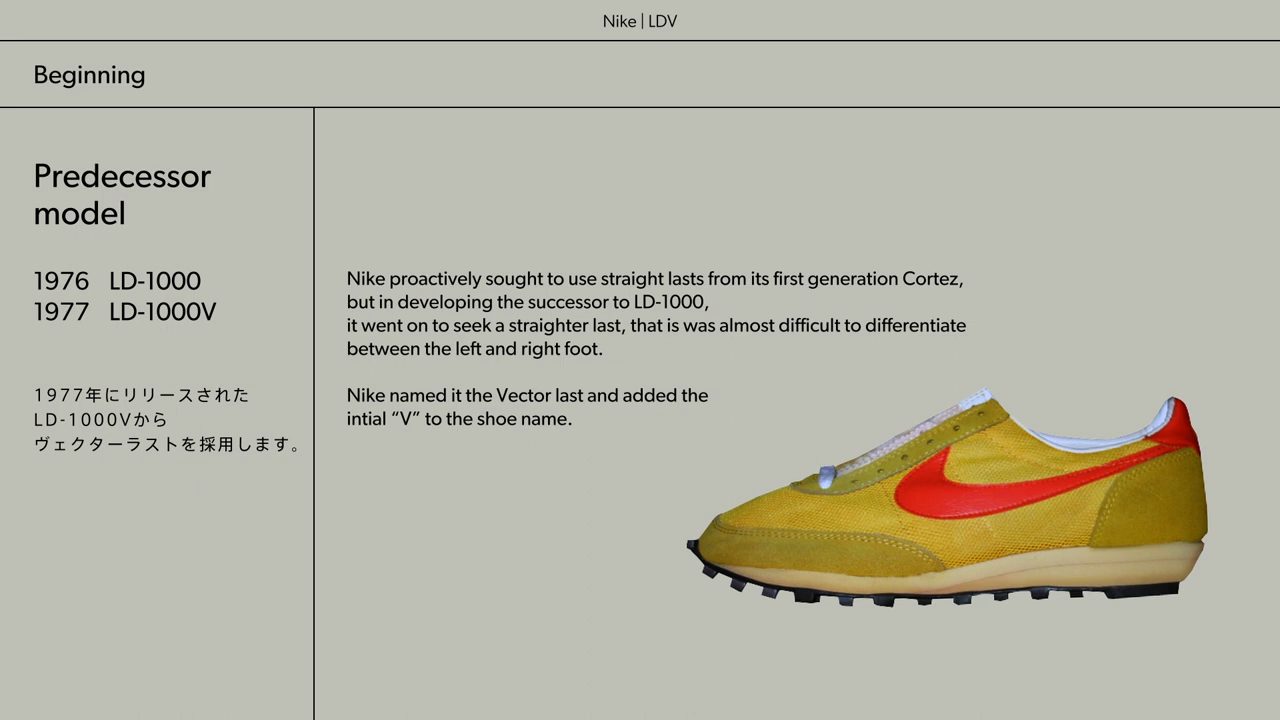 Nike | LDV
Beginning
Predecessor
model
1976 LD-1000
1977 LD-1000V
1977年にリリースされた
LD-1000Vから
ヴェクターラストを採用します。
Nike proactively sought to use straight lasts from its first generation Cortez,
but in developing the successor to LD-1000,
it went on to seek a straighter last, that is was almost difficult to differentiate
between the left and right foot.
Nike named it the Vector last and added the
intial “V” to the shoe name.